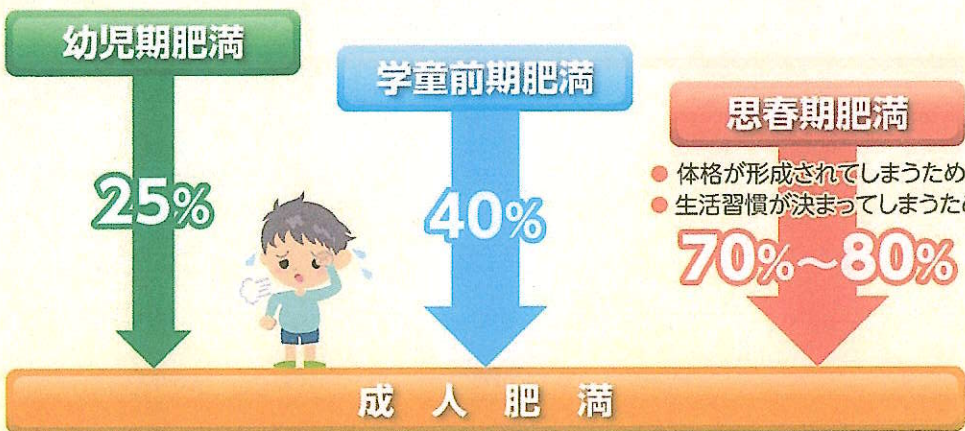 幼児期肥満
25%
学童前期肥満
40%
思春期肥満
● 体格が形成されてしまうため
● 生活習慣が決まってしまうため
70%～80%
成人肥満